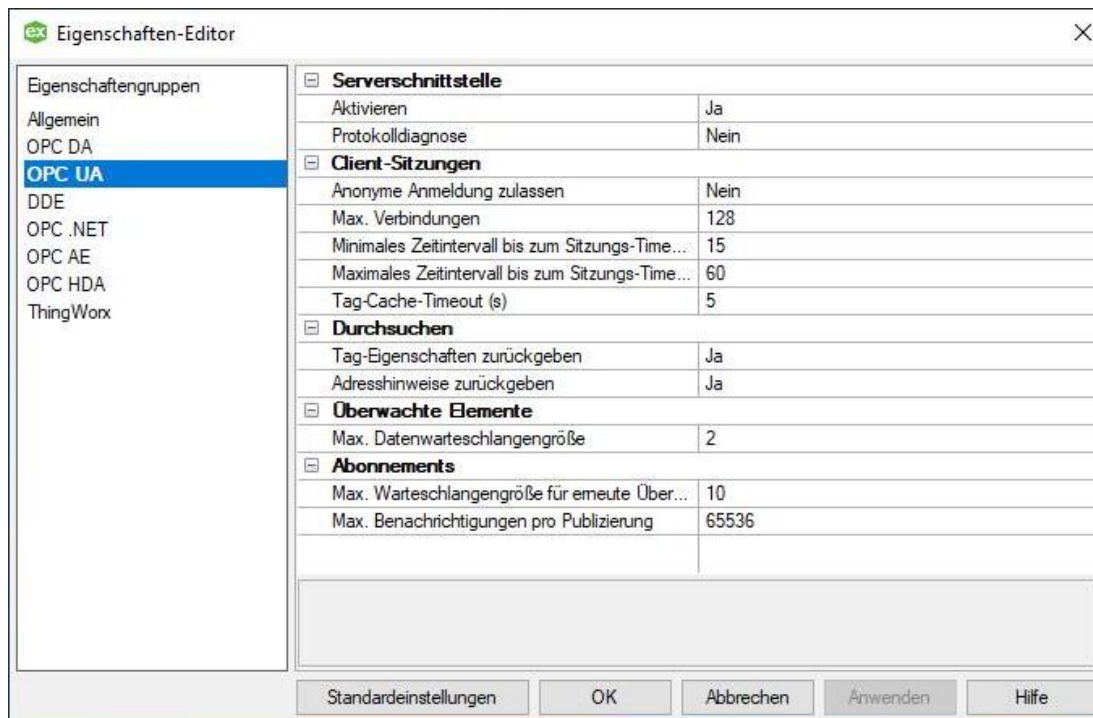 ex Eigenschaften-Editor
Eigenschaftengruppen
Allgemein
OPC DA
OPC UA
DDE
OPC .NET
OPC AE
OPC HDA
ThingWorx
Serverschnittstelle
Aktivieren Ja
Protokolldiagnose Nein
Client-Sitzungen
Anonyme Anmeldung zulassen Nein
Max. Verbindungen 128
Minimales Zeitintervall bis zum Sitzungs-Time... 15
Maximales Zeitintervall bis zum Sitzungs-Time... 60
Tag-Cache-Timeout (s) 5
Durchsuchen
Tag-Eigenschaften zurückgeben Ja
Adresshinweise zurückgeben Ja
Überwachte Elemente
Max. Datenwarteschlangengröße 2
Abonnements
Max. Warteschlangengröße für erneute Über... 10
Max. Benachrichtigungen pro Publizierung 65536
Standardeinstellungen OK Abbrechen Anwenden Hilfe